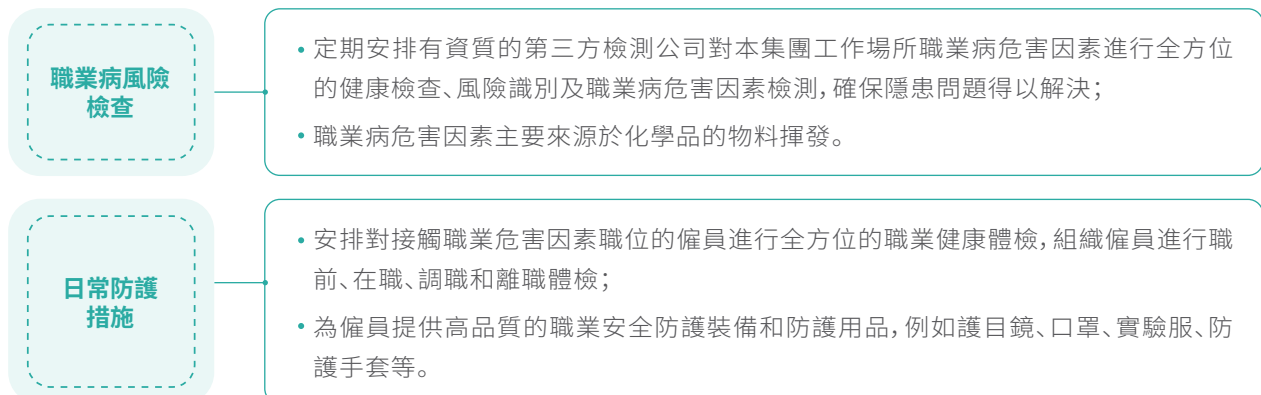 職業病風險
檢查
• 定期安排有資質的第三方檢測公司對本集團工作場所職業病危害因素進行全方位
的健康檢查、風險識別及職業病危害因素檢測，確保隱患問題得以解決；
• 職業病危害因素主要來源於化學品的物料揮發。
日常防護
措施
• 安排對接觸職業危害因素職位的僱員進行全方位的職業健康體檢，組織僱員進行職
前、在職、調職和離職體檢；
• 為僱員提供高品質的職業安全防護裝備和防護用品，例如護目鏡、口罩、實驗服、防
護手套等。